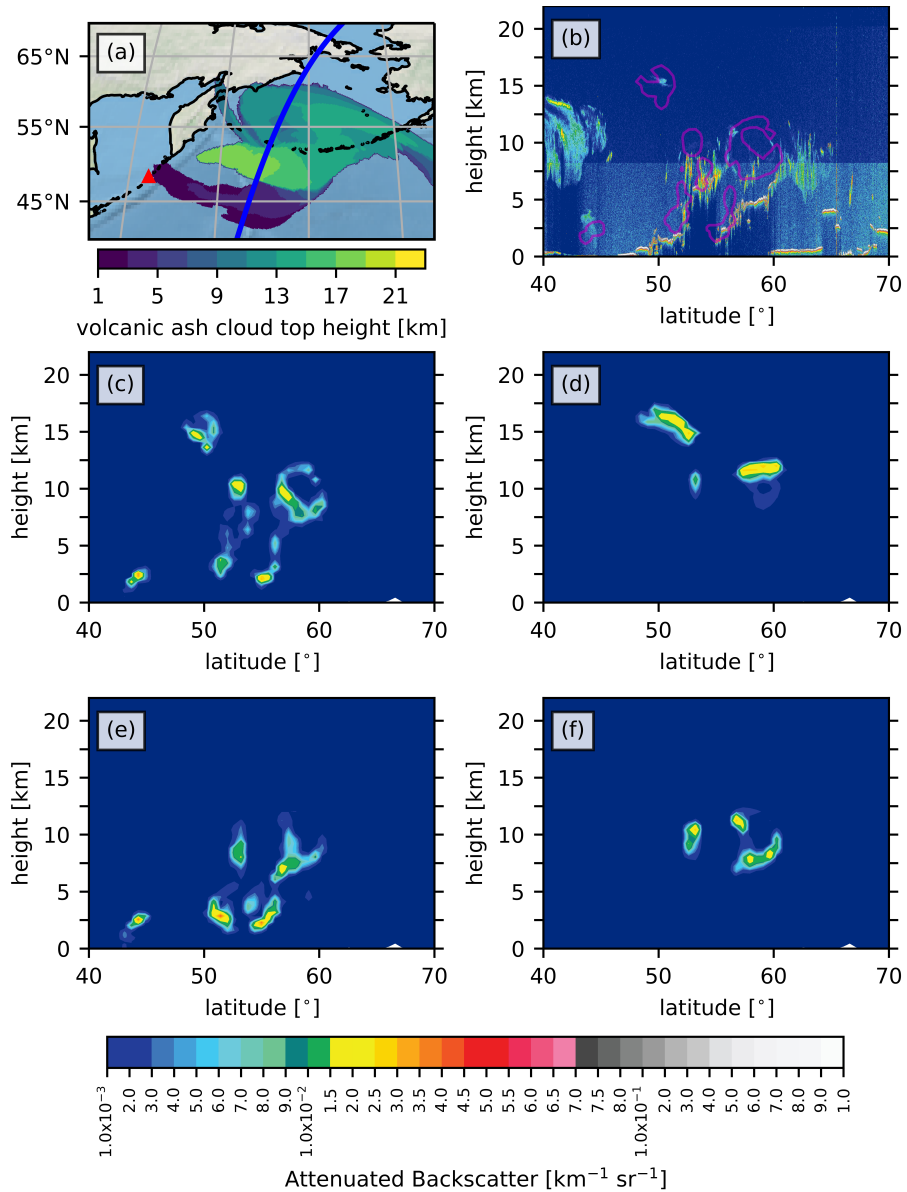 (a)
65°N
55°N
45°N
1 5 9 13 17 21
volcanic ash cloud top height [km]
(b)
height [km]
20
15
10
5
0
40 50 60 70
latitude [°]
(c)
height [km]
20
15
10
5
0
40 50 60 70
latitude [°]
(d)
height [km]
20
15
10
5
0
40 50 60 70
latitude [°]
(e)
height [km]
20
15
10
5
0
40 50 60 70
latitude [°]
(f)
height [km]
20
15
10
5
0
40 50 60 70
latitude [°]
1.0x10⁻³ 2.0 3.0 4.0 5.0 6.0 7.0 8.0 9.0 1.0x10⁻² 1.5 2.0 2.5 3.0 3.5 4.0 4.5 5.0 5.5 6.0 6.5 7.0 7.5 8.0 1.0x10⁻¹ 2.0 3.0 4.0 5.0 6.0 7.0 8.0 9.0 1.0
Attenuated Backscatter [km⁻¹ sr⁻¹]